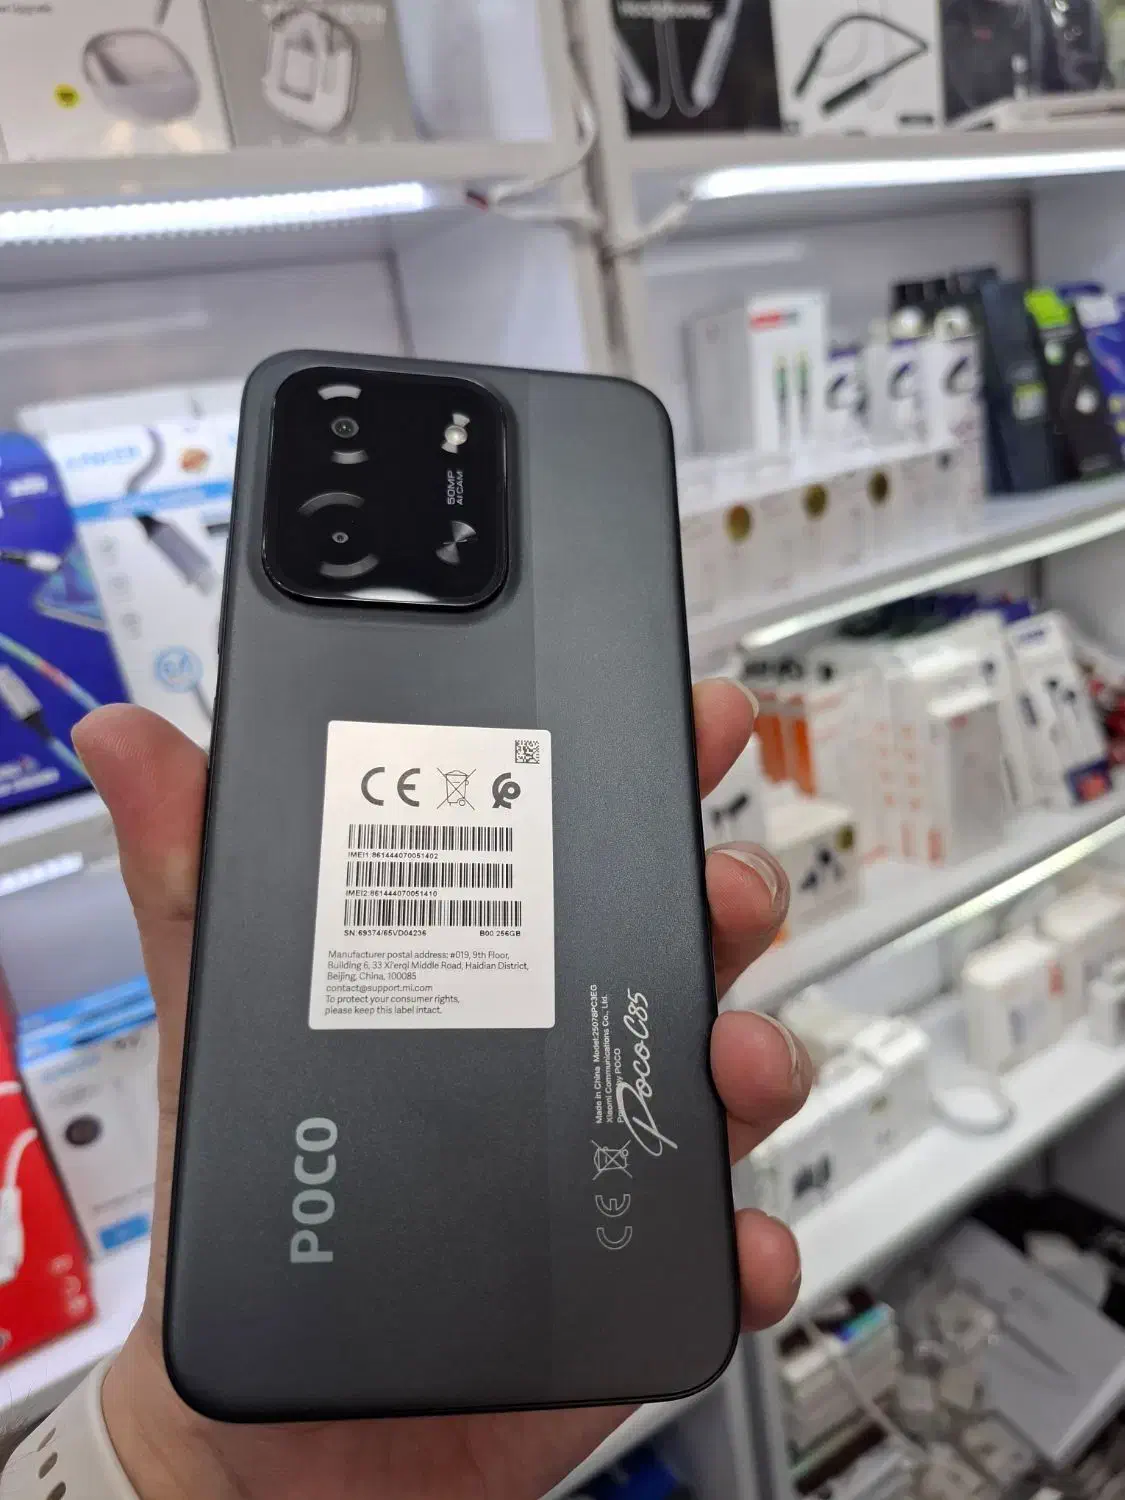 50MP
AI CAM
CE
IMEI1:861444070051402
IMEI2:861444070051410
SN:69374/65VD04236 B00 256GB
Manufacturer postal address: #019, 9th Floor,
Building 6, 33 Xi'erqi Middle Road, Haidian District,
Beijing, China, 100085
contact@support.mi.com
To protect your consumer rights,
please keep this label intact.
POCO
CE
Made in China Model:25078PC3EG
Xiaomi Communications Co., Ltd.
by POCO
Poco C85